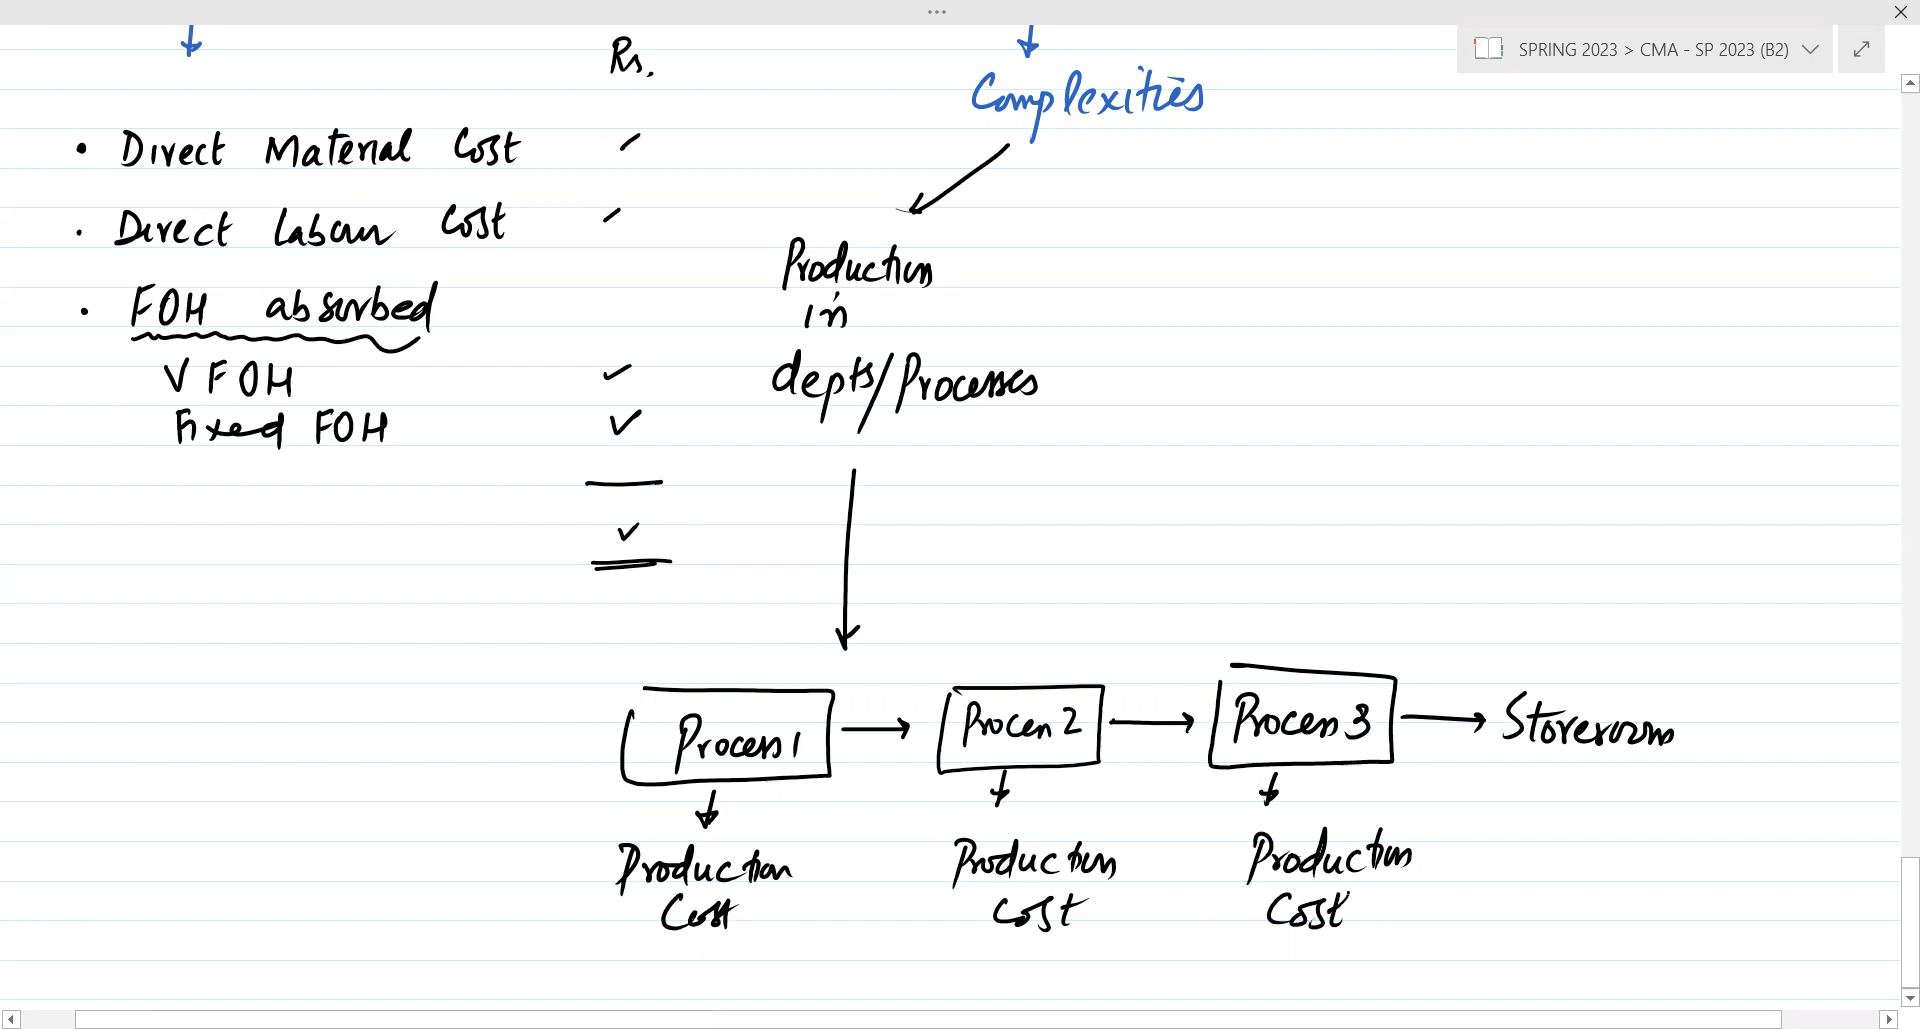 SPRING 2023 > CMA - SP 2023 (B2)
Rs.
• Direct Material Cost
• Direct Labour Cost
• FOH absorbed
V FOH
Fixed FOH
Complexities
Production
in
depts/Processes
Process 1 → Process 2 → Process 3 → Storeroom
Production Cost
Production Cost
Production Cost